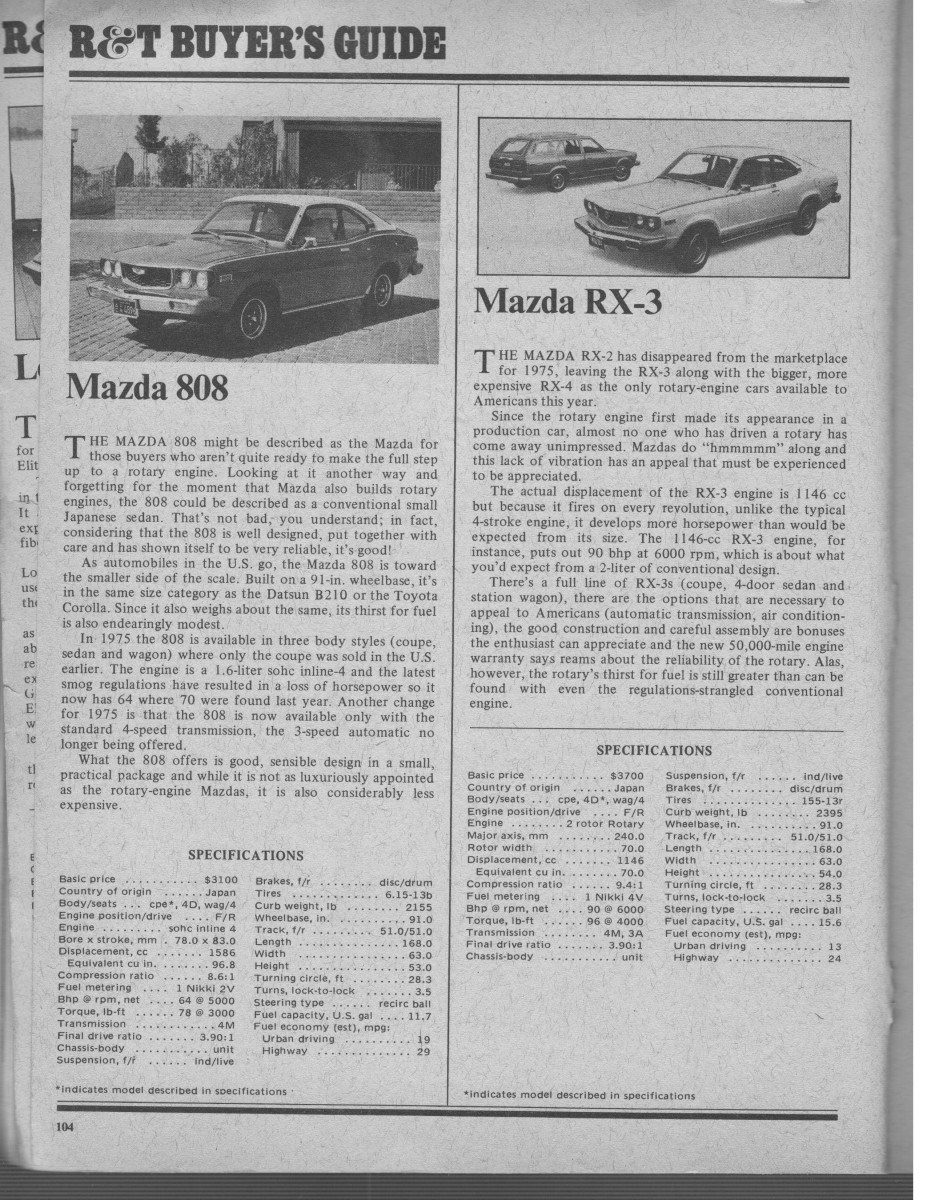 R&T BUYER'S GUIDE
Mazda 808
THE MAZDA 808 might be described as the Mazda for
those buyers who aren't quite ready to make the full step
up to a rotary engine. Looking at it another way and
forgetting for the moment that Mazda also builds rotary
engines, the 808 could be described as a conventional small
Japanese sedan. That's not bad, you understand; in fact,
considering that the 808 is well designed, put together with
care and has shown itself to be very reliable, it's good!
As automobiles in the U.S. go, the Mazda 808 is toward
the smaller side of the scale. Built on a 91-in. wheelbase, it's
in the same size category as the Datsun B210 or the Toyota
Corolla. Since it also weighs about the same, its thirst for fuel
is also endearingly modest.
In 1975 the 808 is available in three body styles (coupe,
sedan and wagon) where only the coupe was sold in the U.S.
earlier. The engine is a 1.6-liter sohc inline-4 and the latest
smog regulations have resulted in a loss of horsepower so it
now has 64 where 70 were found last year. Another change
for 1975 is that the 808 is now available only with the
standard 4-speed transmission, the 3-speed automatic no
longer being offered.
What the 808 offers is good, sensible design in a small,
practical package and while it is not as luxuriously appointed
as the rotary-engine Mazdas, it is also considerably less
expensive.
SPECIFICATIONS
Basic price ........... $3100
Country of origin ...... Japan
Body/seats ... cpe*, 4D, wag/4
Engine position/drive .... F/R
Engine ......... sohc inline 4
Bore x stroke, mm . 78.0 x 83.0
Displacement, cc ...... 1586
Equivalent cu in. ....... 96.8
Compression ratio ...... 8.6:1
Fuel metering .... 1 Nikki 2V
Bhp @ rpm, net .... 64 @ 5000
Torque, lb-ft ...... 78 @ 3000
Transmission ............ 4M
Final drive ratio ....... 3.90:1
Chassis-body ........... unit
Suspension, f/r ...... ind/live
Brakes, f/r ........ disc/drum
Tires ............ 6.15-13b
Curb weight, lb ........ 2155
Wheelbase, in. .......... 91.0
Track, f/r ......... 51.0/51.0
Length ................ 168.0
Width ................. 63.0
Height ................ 53.0
Turning circle, ft ........ 28.3
Turns, lock-to-lock ....... 3.5
Steering type ...... recirc ball
Fuel capacity, U.S. gal .... 11.7
Fuel economy (est), mpg:
Urban driving .......... 19
Highway .............. 29
*indicates model described in specifications
104
Mazda RX-3
THE MAZDA RX-2 has disappeared from the marketplace
for 1975, leaving the RX-3 along with the bigger, more
expensive RX-4 as the only rotary-engine cars available to
Americans this year.
Since the rotary engine first made its appearance in a
production car, almost no one who has driven a rotary has
come away unimpressed. Mazdas do "hmmmmm" along and
this lack of vibration has an appeal that must be experienced
to be appreciated.
The actual displacement of the RX-3 engine is 1146 cc
but because it fires on every revolution, unlike the typical
4-stroke engine, it develops more horsepower than would be
expected from its size. The 1146-cc RX-3 engine, for
instance, puts out 90 bhp at 6000 rpm, which is about what
you'd expect from a 2-liter of conventional design.
There's a full line of RX-3s (coupe, 4-door sedan and
station wagon), there are the options that are necessary to
appeal to Americans (automatic transmission, air condition-
ing), the good construction and careful assembly are bonuses
the enthusiast can appreciate and the new 50,000-mile engine
warranty says reams about the reliability of the rotary. Alas,
however, the rotary's thirst for fuel is still greater than can be
found with even the regulations-strangled conventional
engine.
SPECIFICATIONS
Basic price ........... $3700
Country of origin ...... Japan
Body/seats ... cpe, 4D*, wag/4
Engine position/drive .... F/R
Engine ........ 2 rotor Rotary
Major axis, mm ........ 240.0
Rotor width ............ 70.0
Displacement, cc ....... 1146
Equivalent cu in. ........ 70.0
Compression ratio ...... 9.4:1
Fuel metering .... 1 Nikki 4V
Bhp @ rpm, net .... 90 @ 6000
Torque, lb-ft ...... 96 @ 4000
Transmission ....... 4M, 3A
Final drive ratio ....... 3.90:1
Chassis-body ........... unit
Suspension, f/r ...... ind/live
Brakes, f/r ........ disc/drum
Tires .............. 155-13r
Curb weight, lb ........ 2395
Wheelbase, in. .......... 91.0
Track, f/r ......... 51.0/51.0
Length ................ 168.0
Width ................. 63.0
Height ................ 54.0
Turning circle, ft ........ 28.3
Turns, lock-to-lock ....... 3.5
Steering type ...... recirc ball
Fuel capacity, U.S. gal .... 15.6
Fuel economy (est), mpg:
Urban driving .......... 13
Highway .............. 24
*indicates model described in specifications